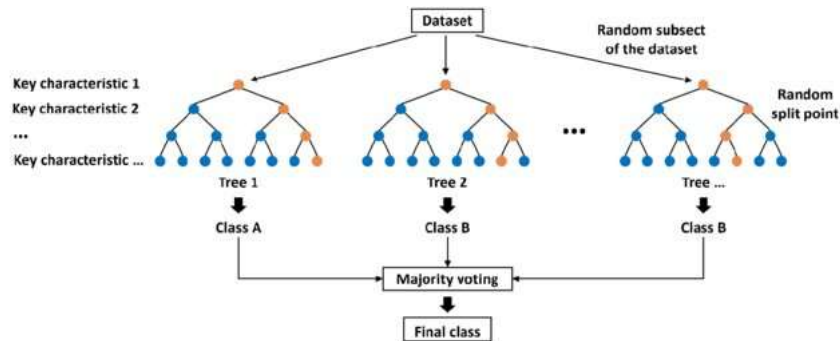 Dataset
Random subsect
of the dataset
Key characteristic 1
Key characteristic 2
...
Key characteristic ...
Random
split point
...
Tree 1
Tree 2
Tree ...
Class A
Class B
Class B
Majority voting
Final class